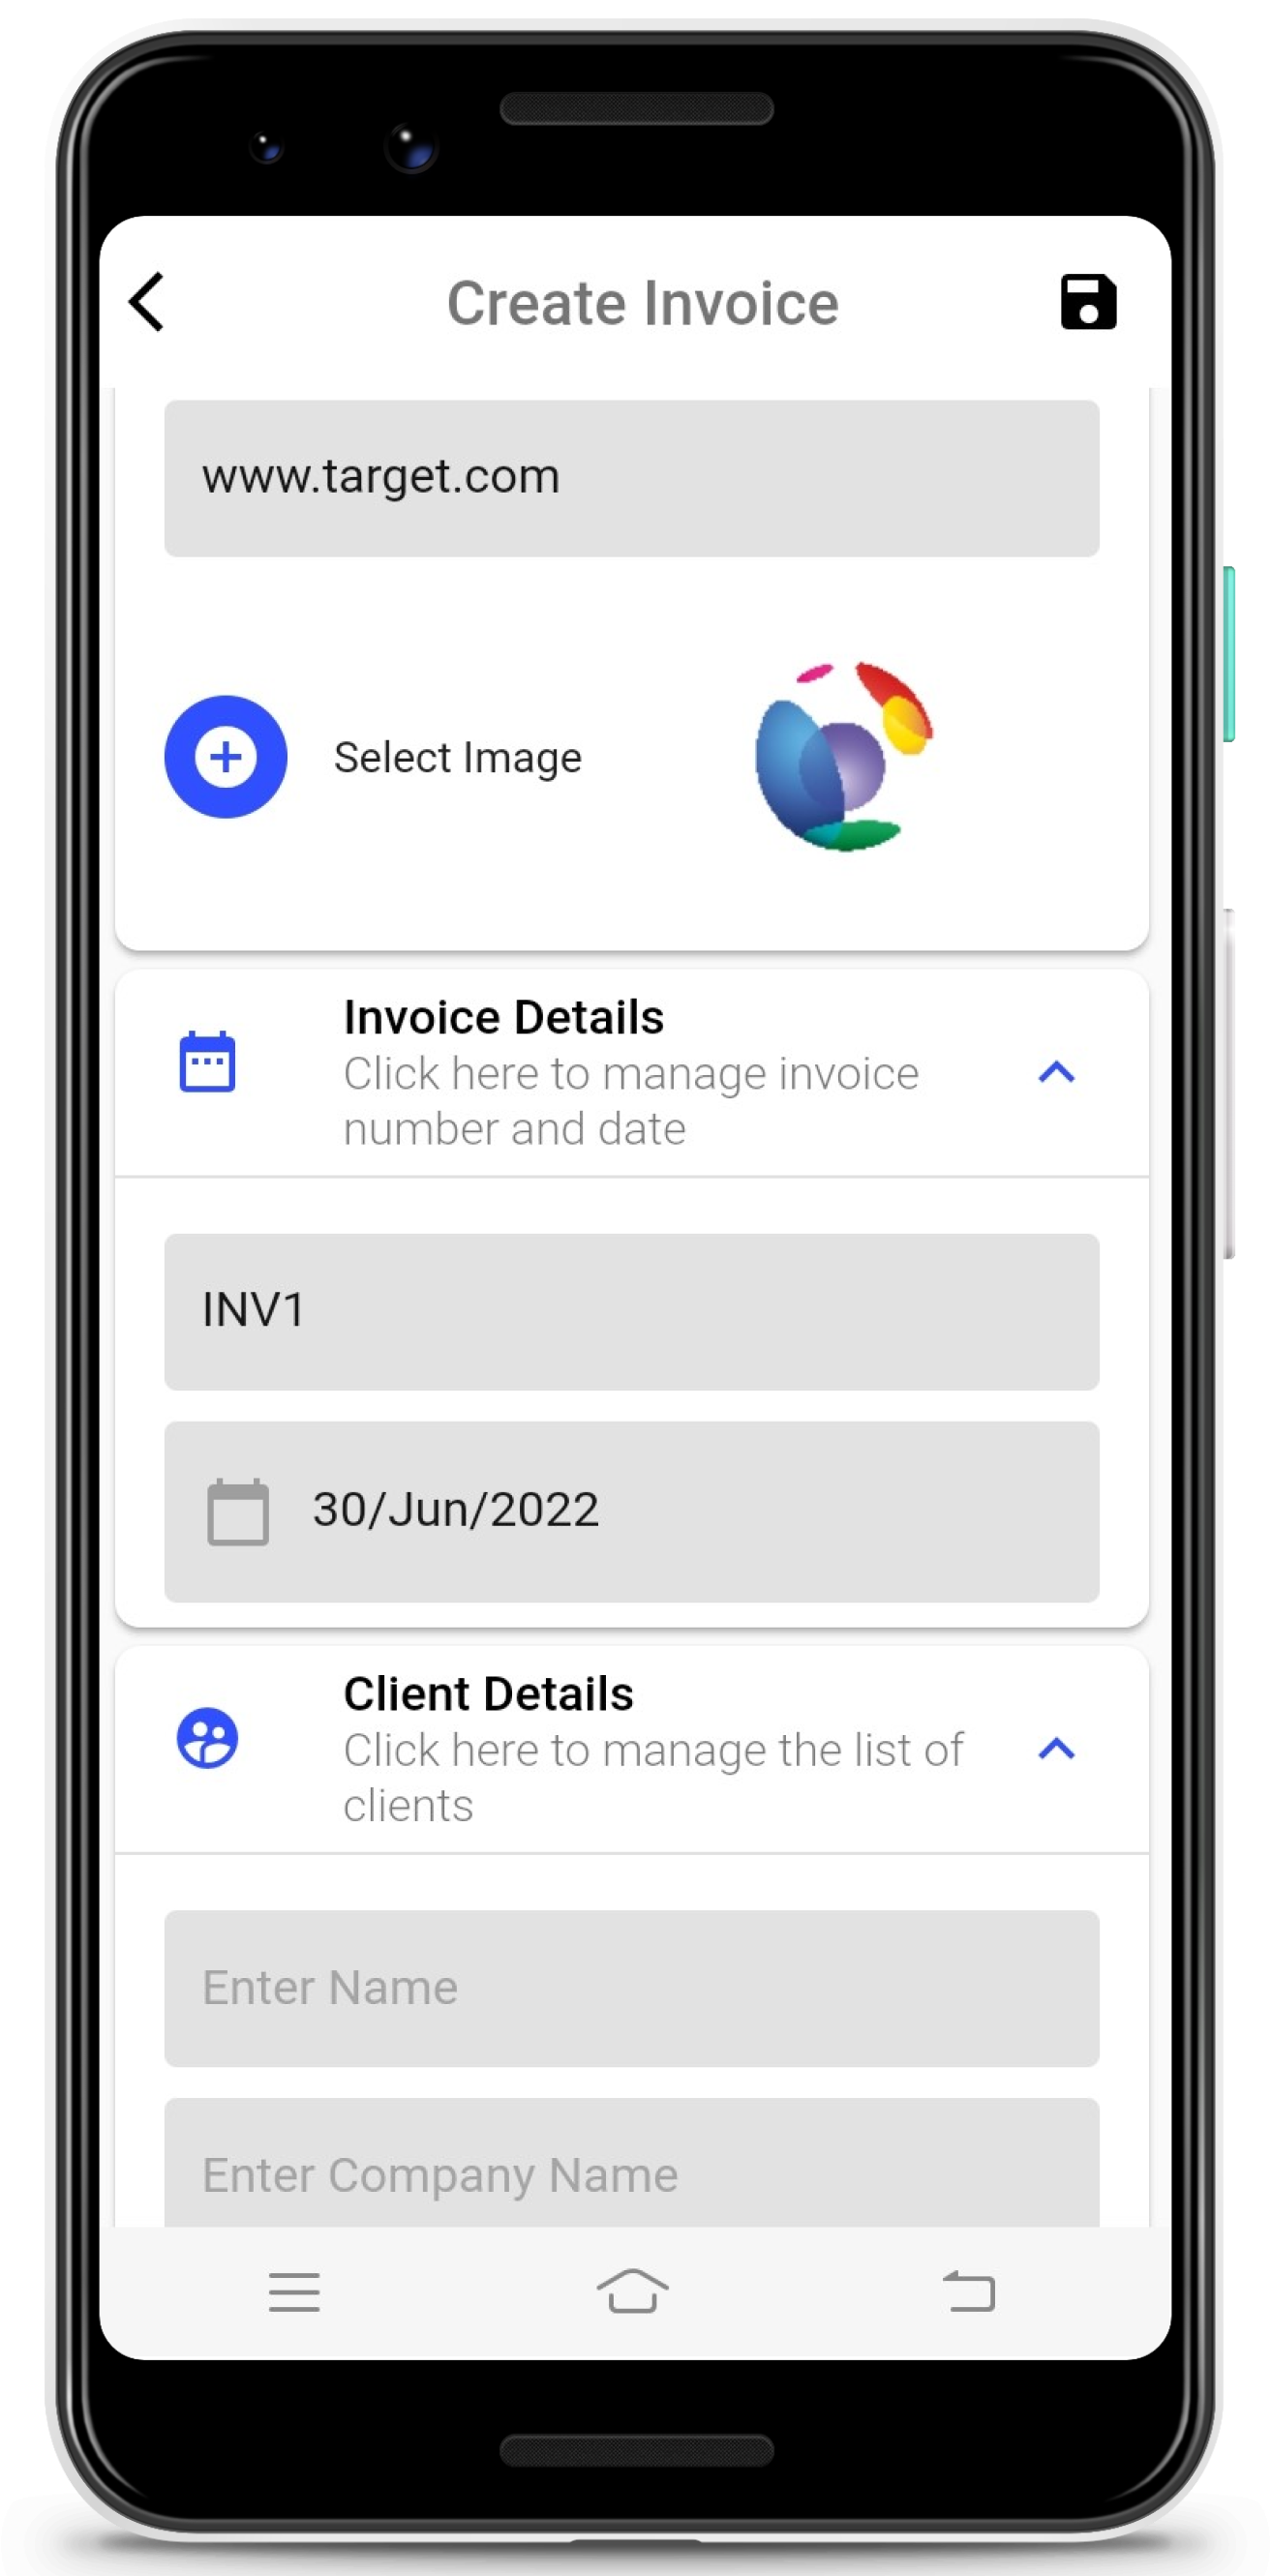 Create Invoice
www.target.com
Select Image
Invoice Details
Click here to manage invoice
number and date
INV1
30/Jun/2022
Client Details
Click here to manage the list of
clients
Enter Name
Enter Company Name